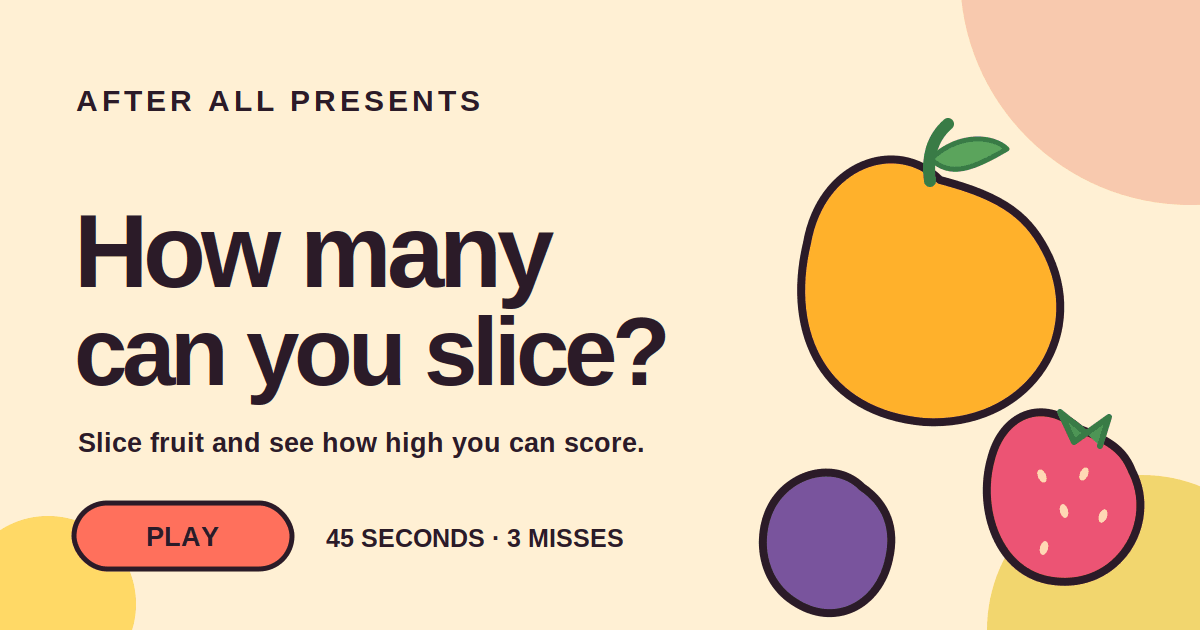 AFTER ALL PRESENTS
How many
can you slice?
Slice fruit and see how high you can score.
PLAY
45 SECONDS · 3 MISSES